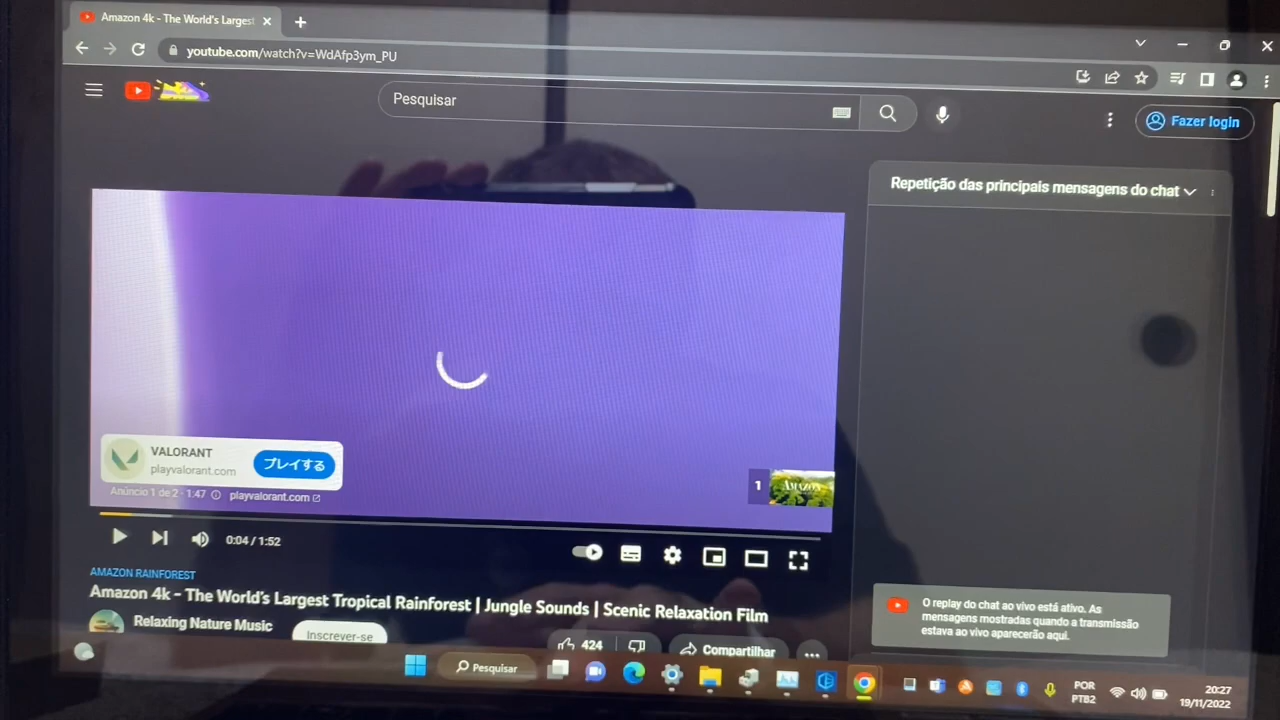 Amazon 4k - The World's Largest
youtube.com/watch?v=WdAfp3ym_PU
Pesquisar
Fazer login
Repetição das principais mensagens do chat
VALORANT
playvalorant.com
プレイする
Anúncio 1 de 2 · 1:47
playvalorant.com
1
AMAZON
0:04 / 1:52
AMAZON RAINFOREST
Amazon 4k - The World's Largest Tropical Rainforest | Jungle Sounds | Scenic Relaxation Film
Relaxing Nature Music
Inscrever-se
424
Compartilhar
O replay do chat ao vivo está ativo. As
mensagens mostradas quando a transmissão
estava ao vivo aparecerão aqui.
Pesquisar
POR
PTB2
20:27
19/11/2022